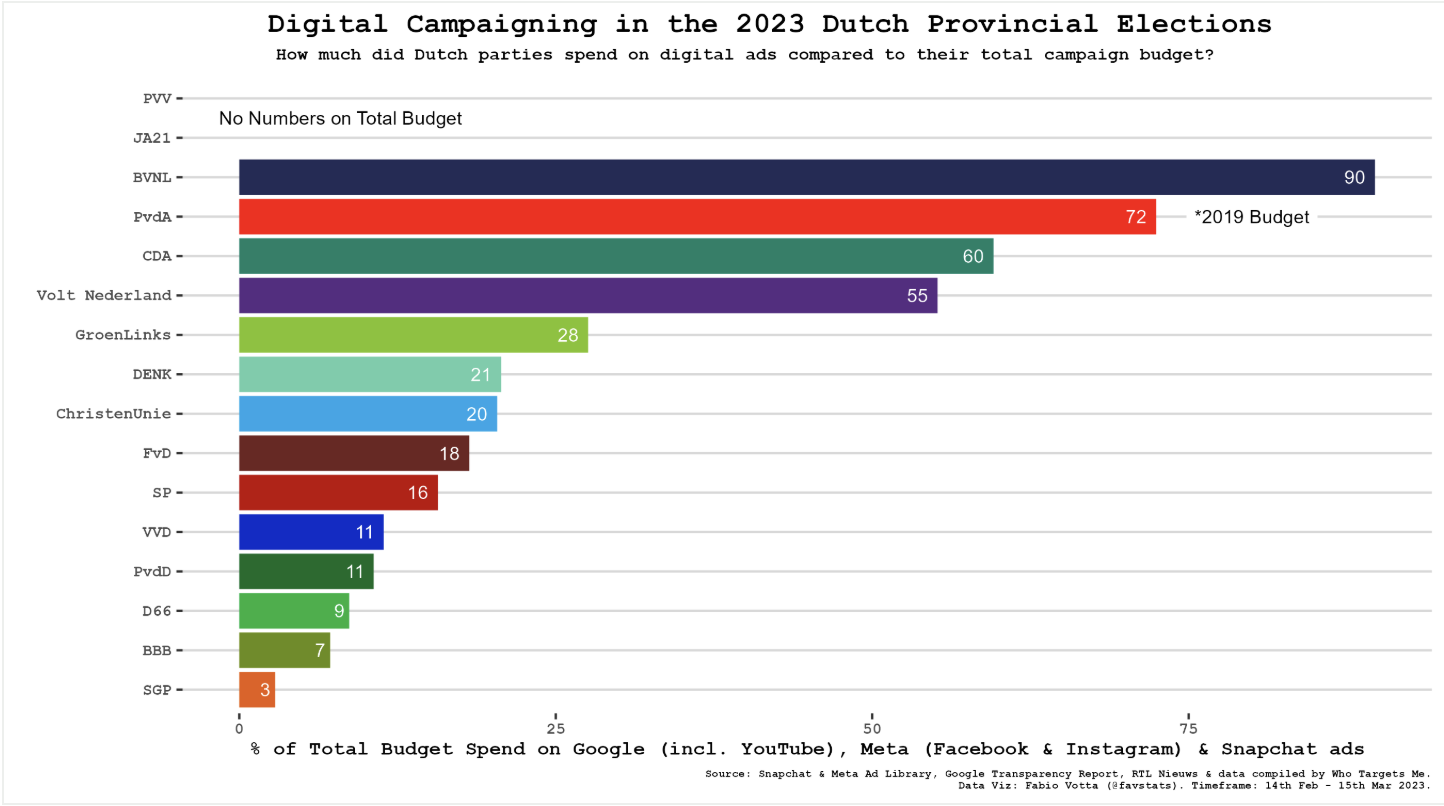 Digital Campaigning in the 2023 Dutch Provincial Elections
How much did Dutch parties spend on digital ads compared to their total campaign budget?
PVV
No Numbers on Total Budget
JA21
BVNL 90
PvdA 72 *2019 Budget
CDA 60
Volt Nederland 55
GroenLinks 28
DENK 21
ChristenUnie 20
FvD 18
SP 16
VVD 11
PvdD 11
D66 9
BBB 7
SGP 3
0 25 50 75
% of Total Budget Spend on Google (incl. YouTube), Meta (Facebook & Instagram) & Snapchat ads
Source: Snapchat & Meta Ad Library, Google Transparency Report, RTL Nieuws & data compiled by Who Targets Me.
Data Viz: Fabio Votta (@favstats). Timeframe: 14th Feb - 15th Mar 2023.